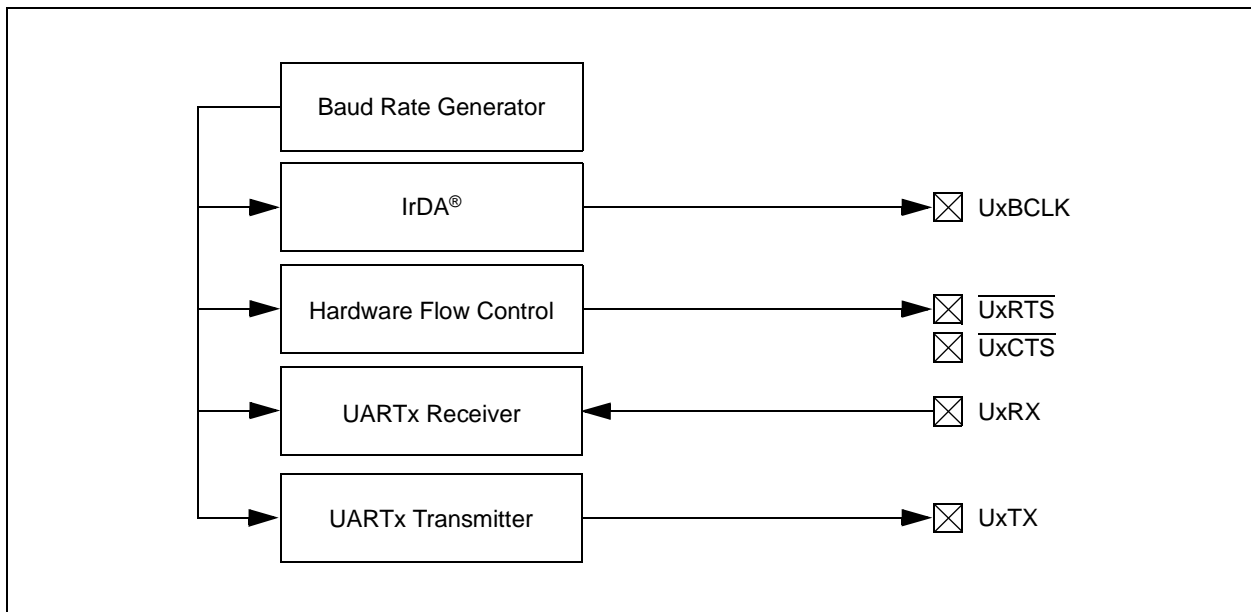 Baud Rate Generator
IrDA®
UxBCLK
Hardware Flow Control
UxRTS
UxCTS
UARTx Receiver
UxRX
UARTx Transmitter
UxTX